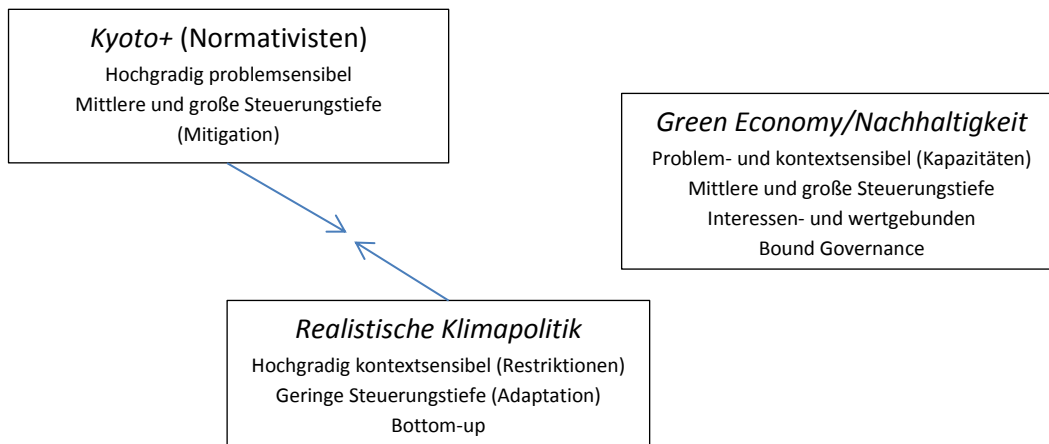 Kyoto+ (Normativisten)
Hochgradig problemsensibel
Mittlere und große Steuerungstiefe
(Mitigation)
Green Economy/Nachhaltigkeit
Problem- und kontextsensibel (Kapazitäten)
Mittlere und große Steuerungstiefe
Interessen- und wertgebunden
Bound Governance
Realistische Klimapolitik
Hochgradig kontextsensibel (Restriktionen)
Geringe Steuerungstiefe (Adaptation)
Bottom-up